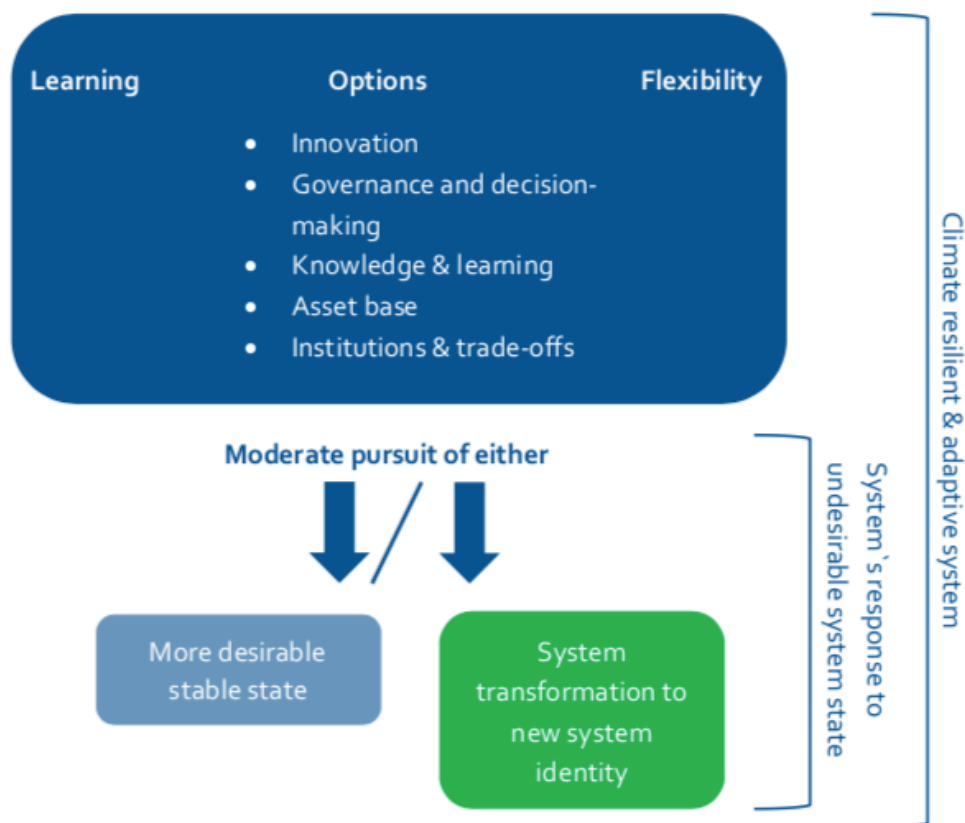 Learning Options Flexibility
• Innovation
• Governance and decision-
making
• Knowledge & learning
• Asset base
• Institutions & trade-offs
Moderate pursuit of either
More desirable
stable state
System
transformation to
new system
identity
System`s response to
undesirable system state
Climate resilient & adaptive system